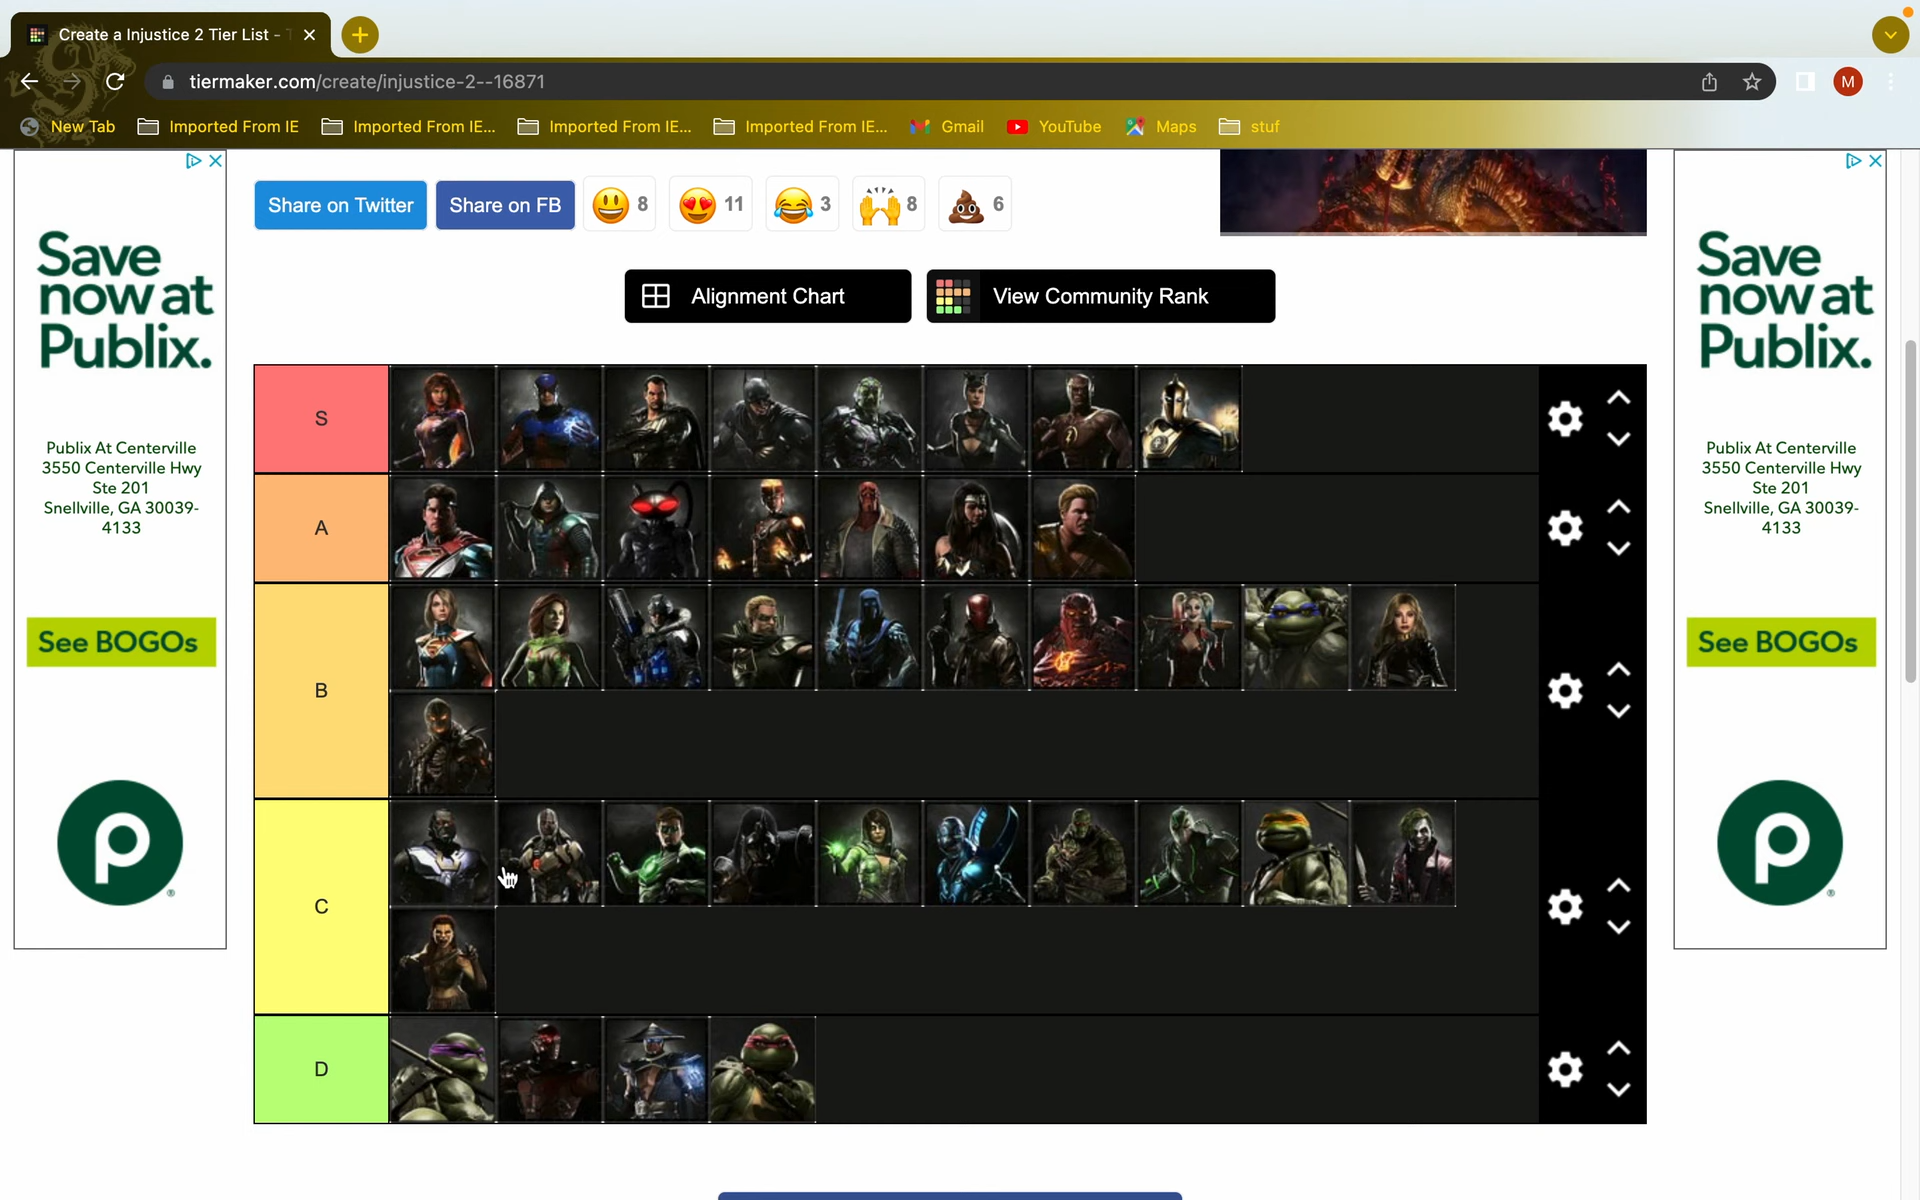 Create a Injustice 2 Tier List -
tiermaker.com/create/injustice-2--16871
M
New Tab
Imported From IE
Imported From IE...
Imported From IE...
Imported From IE...
Gmail
YouTube
Maps
stuf
Save
now at
Publix.
Publix At Centerville
3550 Centerville Hwy
Ste 201
Snellville, GA 30039-
4133
See BOGOs
P
Share on Twitter
Share on FB
8
11
3
8
6
Alignment Chart
View Community Rank
S
A
B
C
D
Save
now at
Publix.
Publix At Centerville
3550 Centerville Hwy
Ste 201
Snellville, GA 30039-
4133
See BOGOs
P